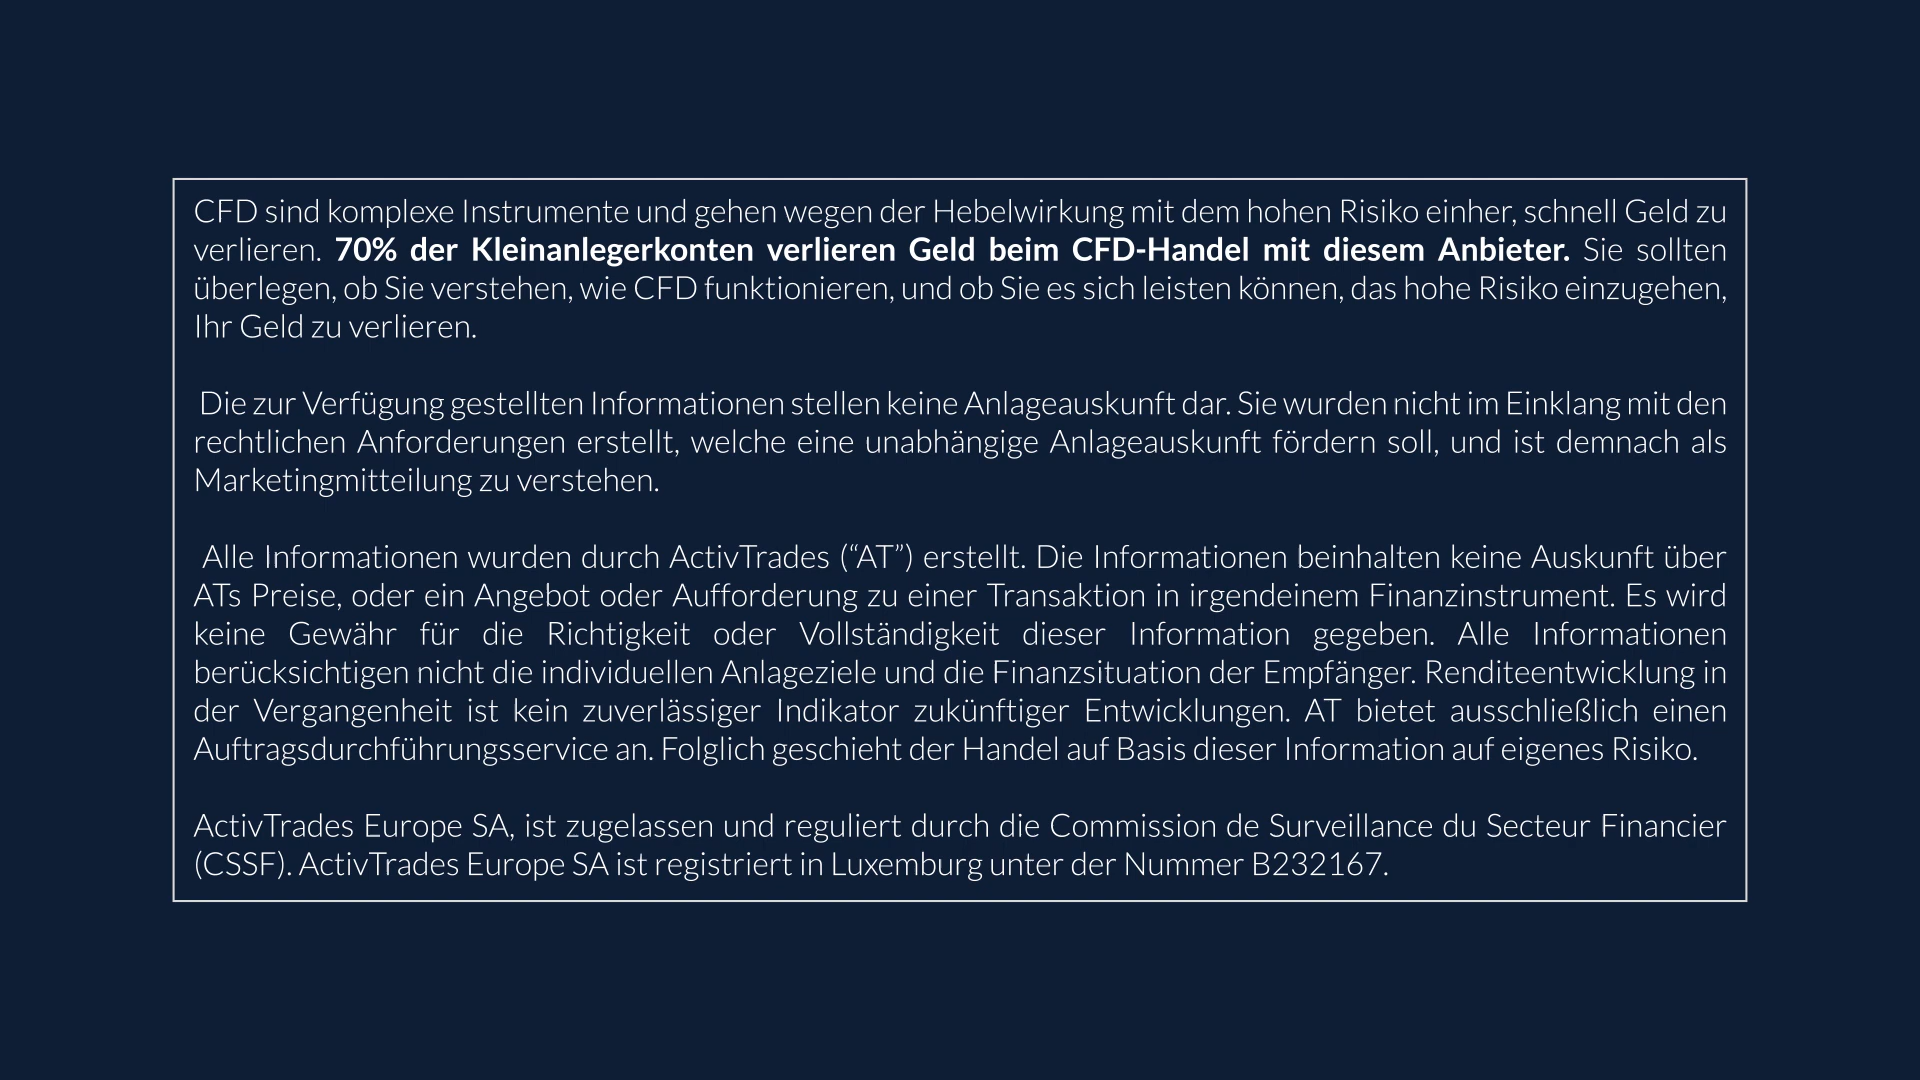 CFD sind komplexe Instrumente und gehen wegen der Hebelwirkung mit dem hohen Risiko einher, schnell Geld zu
verlieren. 70% der Kleinanlegerkonten verlieren Geld beim CFD-Handel mit diesem Anbieter. Sie sollten
überlegen, ob Sie verstehen, wie CFD funktionieren, und ob Sie es sich leisten können, das hohe Risiko einzugehen,
Ihr Geld zu verlieren.
Die zur Verfügung gestellten Informationen stellen keine Anlageauskunft dar. Sie wurden nicht im Einklang mit den
rechtlichen Anforderungen erstellt, welche eine unabhängige Anlageauskunft fördern soll, und ist demnach als
Marketingmitteilung zu verstehen.
Alle Informationen wurden durch ActivTrades (“AT”) erstellt. Die Informationen beinhalten keine Auskunft über
ATs Preise, oder ein Angebot oder Aufforderung zu einer Transaktion in irgendeinem Finanzinstrument. Es wird
keine Gewähr für die Richtigkeit oder Vollständigkeit dieser Information gegeben. Alle Informationen
berücksichtigen nicht die individuellen Anlageziele und die Finanzsituation der Empfänger. Renditeentwicklung in
der Vergangenheit ist kein zuverlässiger Indikator zukünftiger Entwicklungen. AT bietet ausschließlich einen
Auftragsdurchführungsservice an. Folglich geschieht der Handel auf Basis dieser Information auf eigenes Risiko.
ActivTrades Europe SA, ist zugelassen und reguliert durch die Commission de Surveillance du Secteur Financier
(CSSF). ActivTrades Europe SA ist registriert in Luxemburg unter der Nummer B232167.